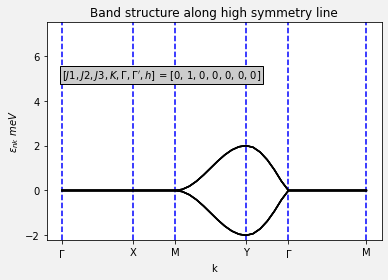 Band structure along high symmetry line
6
[J1, J2, J3, K, Γ, Γ′, h] = [0, 1, 0, 0, 0, 0, 0]
4
2
0
−2
ε_{nk} meV
Γ X M Y Γ M
k